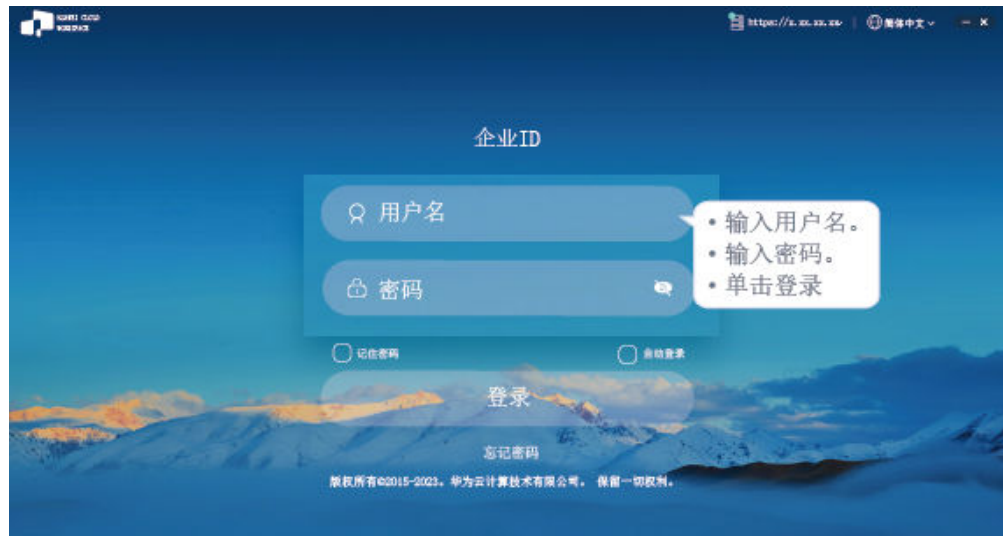 HUAWEI CLOUD
WORKSPACE
https://x.xx.xx.xx
简体中文
企业ID
用户名
• 输入用户名。
• 输入密码。
• 单击登录
密码
记住密码
自动登录
登录
忘记密码
版权所有©2015-2023。华为云计算技术有限公司。 保留一切权利。